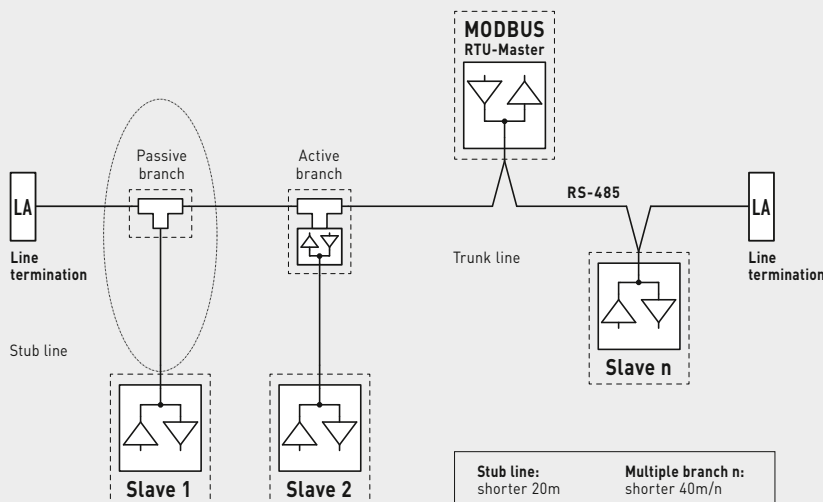 MODBUS
RTU-Master
Passive
branch
Active
branch
LA
RS-485
LA
Line
termination
Trunk line
Line
termination
Stub line
Slave n
Slave 1
Slave 2
Stub line:
shorter 20m
Multiple branch n:
shorter 40m/n